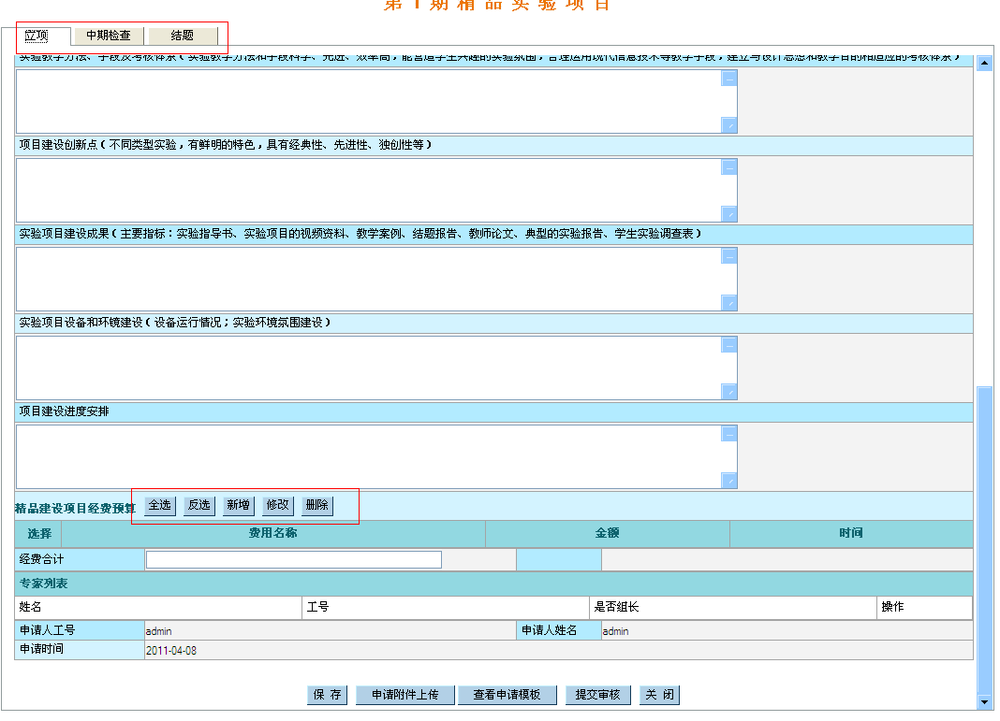 第 1 期 精 品 实 验 项 目
立项 中期检查 结题
实验教学方法、手段及考核体系(实验教学方法和手段科学、先进、效率高,能营造学生兴趣的实验氛围,合理运用现代信息技术等教学手段,建立与设计思想和教学目的相适应的考核体系)
项目建设创新点(不同类型实验,有鲜明的特色,具有经典性、先进性、独创性等)
实验项目建设成果(主要指标:实验指导书、实验项目的视频资料、教学案例、结题报告、教师论文、典型的实验报告、学生实验调查表)
实验项目设备和环镜建设(设备运行情况;实验环境氛围建设)
项目建设进度安排
精品建设项目经费预算 全选 反选 新增 修改 删除
选择 费用名称 金额 时间
经费合计
专家列表
姓名 工号 是否组长 操作
申请人工号 admin 申请人姓名 admin
申请时间 2011-04-08
保 存 申请附件上传 查看申请模板 提交审核 关 闭